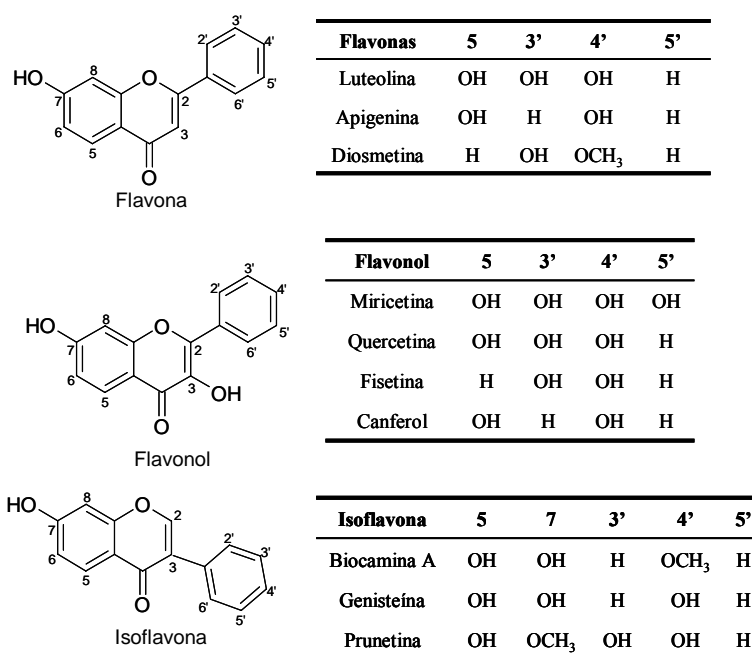 HO
O
O
2
3
4
5
6
7
8
2'
3'
4'
5'
6'
Flavona
Flavonas 5 3’ 4’ 5’
Luteolina OH OH OH H
Apigenina OH H OH H
Diosmetina H OH OCH₃ H
HO
O
O
OH
2
3
4
5
6
7
8
2'
3'
4'
5'
6'
Flavonol
Flavonol 5 3’ 4’ 5’
Miricetina OH OH OH OH
Quercetina OH OH OH H
Fisetina H OH OH H
Canferol OH H OH H
HO
O
O
2
3
4
5
6
7
8
2'
3'
4'
5'
6'
Isoflavona
Isoflavona 5 7 3’ 4’ 5’
Biocamina A OH OH H OCH₃ H
Genisteína OH OH H OH H
Prunetina OH OCH₃ OH OH H